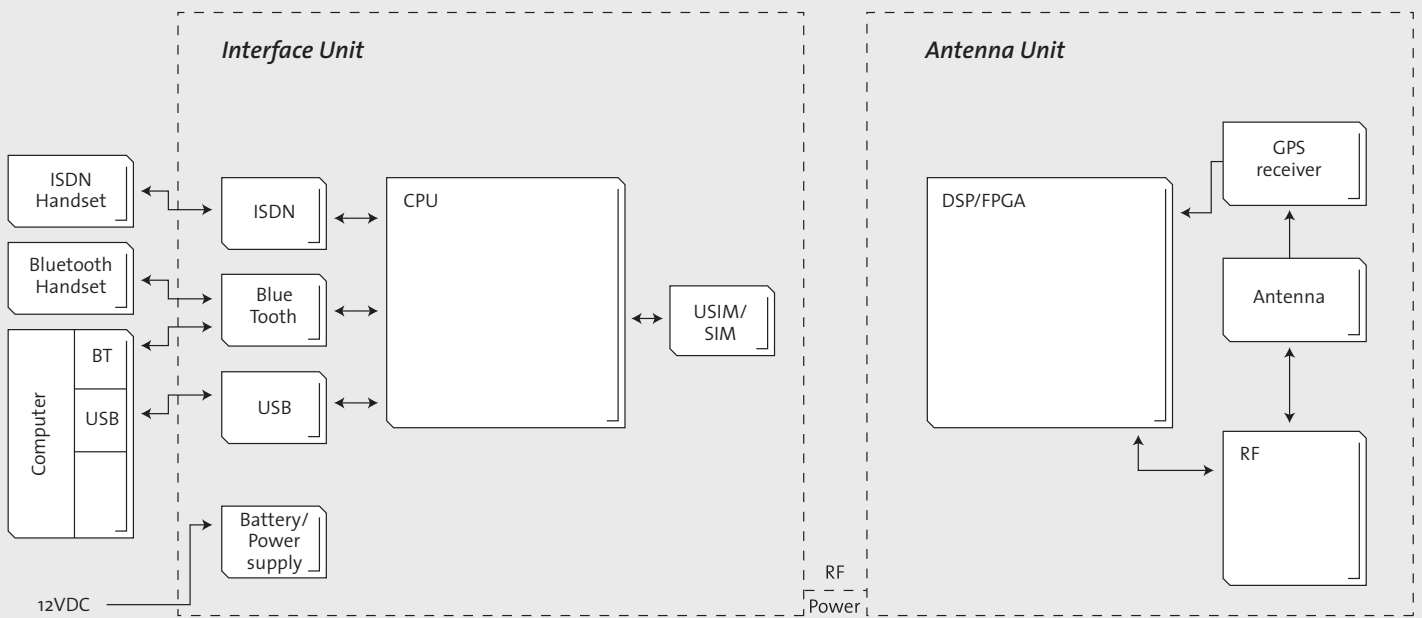 Interface Unit
Antenna Unit
ISDN
Handset
ISDN
CPU
DSP/FPGA
GPS
receiver
Bluetooth
Handset
Blue
Tooth
USIM/
SIM
Antenna
Computer
BT
USB
USB
RF
Battery/
Power
supply
12VDC
RF
Power